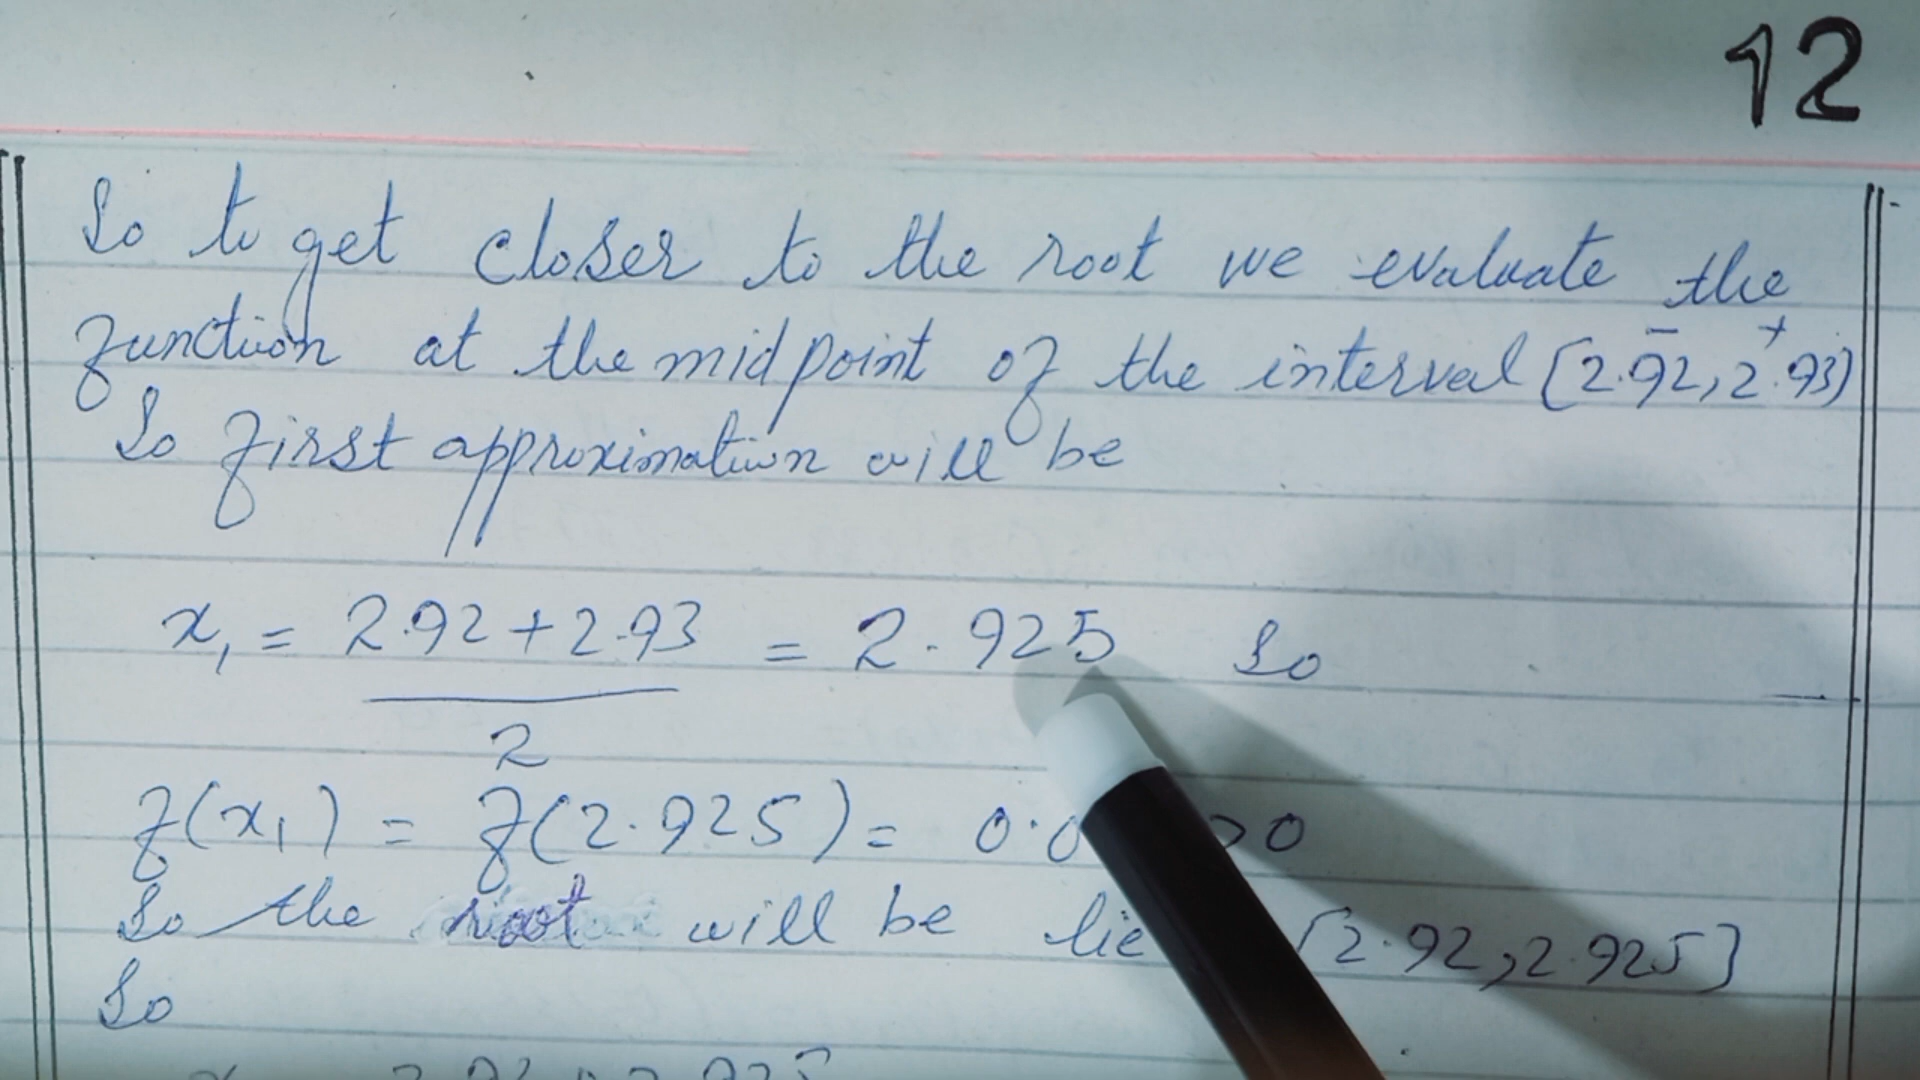 12
So to get closer to the root we evaluate the
function at the midpoint of the interval [2.92, 2.93)
- +
So first approximation will be
x₁ = 2.92 + 2.93 = 2.925 So
2
f(x₁) = f(2.925) = 0.0 >0
So the root will be lie [2.92, 2.925]
So